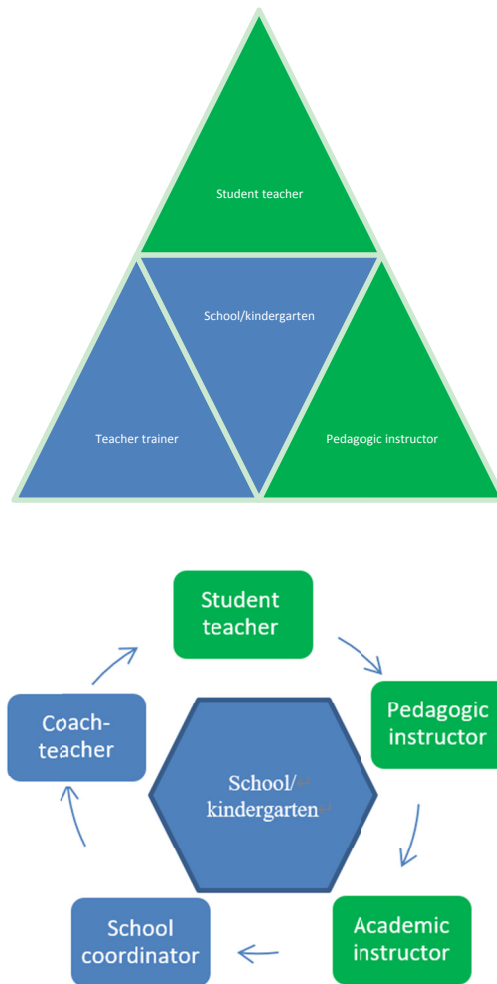 Student teacher
School/kindergarten
Teacher trainer
Pedagogic instructor
Student
teacher
Coach-
teacher
Pedagogic
instructor
School/↵
kindergarten↵
School
coordinator
Academic
instructor